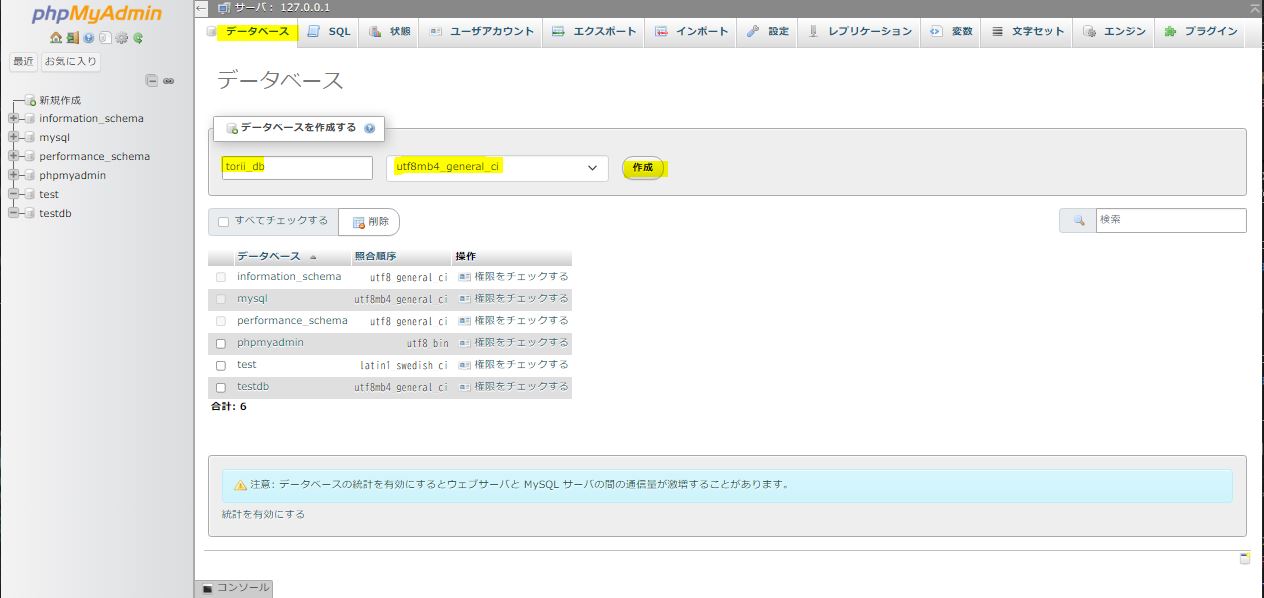 phpMyAdmin
最近 お気に入り
新規作成
information_schema
mysql
performance_schema
phpmyadmin
test
testdb
サーバ: 127.0.0.1
データベース SQL 状態 ユーザアカウント エクスポート インポート 設定 レプリケーション 変数 文字セット エンジン プラグイン
データベース
データベースを作成する
torii_db utf8mb4_general_ci 作成
すべてチェックする 削除 検索
データベース 照合順序 操作
information_schema utf8_general_ci 権限をチェックする
mysql utf8mb4_general_ci 権限をチェックする
performance_schema utf8_general_ci 権限をチェックする
phpmyadmin utf8_bin 権限をチェックする
test latin1_swedish_ci 権限をチェックする
testdb utf8mb4_general_ci 権限をチェックする
合計: 6
注意: データベースの統計を有効にするとウェブサーバと MySQL サーバの間の通信量が激増することがあります。
統計を有効にする
コンソール